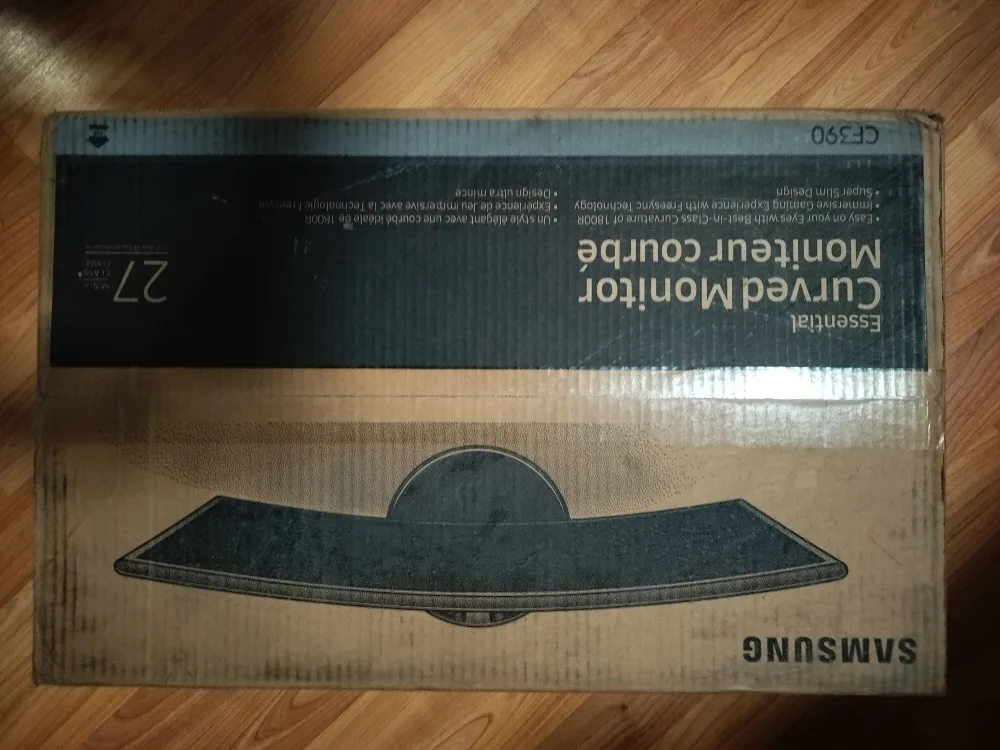 SAMSUNG
Essential
Curved Monitor
Moniteur courbé
• Easy on your Eyes with Best-in-Class Curvature of 1800R
• Immersive Gaming Experience with Freesync Technology
• Super Slim Design
• Un style élégant avec une courbe idéale de 1800R
• Expérience de jeu Impersive avec la Technologie Freesync
• Design ultra mince
27
CLASS
CF390